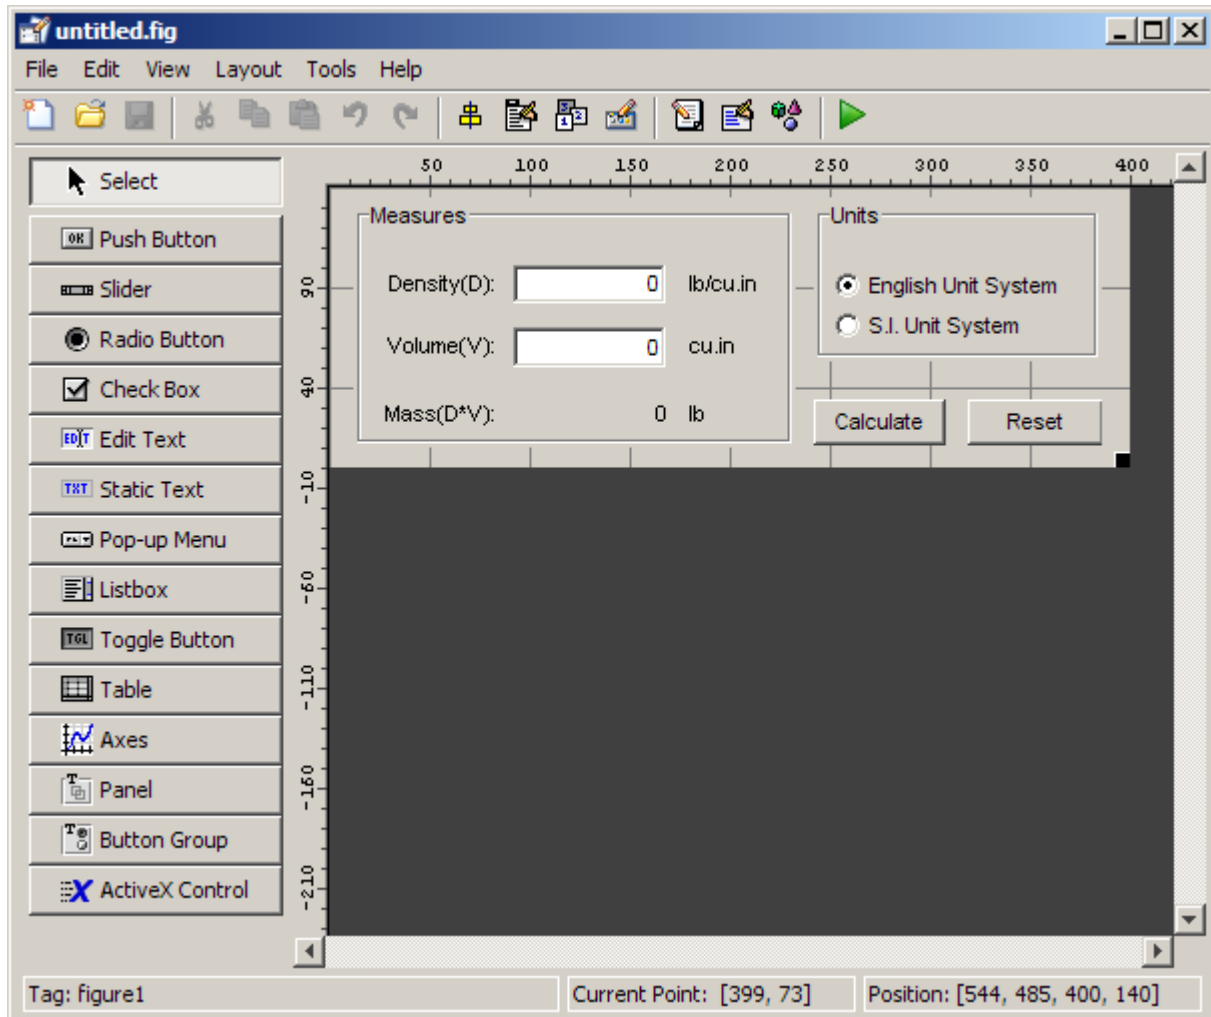 untitled.fig
File Edit View Layout Tools Help
Select
Push Button
Slider
Radio Button
Check Box
Edit Text
Static Text
Pop-up Menu
Listbox
Toggle Button
Table
Axes
Panel
Button Group
ActiveX Control
50 100 150 200 250 300 350 400
90
40
-10
-60
-110
-160
-210
Measures
Density(D): 0 lb/cu.in
Volume(V): 0 cu.in
Mass(D*V): 0 lb
Units
English Unit System
S.I. Unit System
Calculate Reset
Tag: figure1
Current Point: [399, 73]
Position: [544, 485, 400, 140]